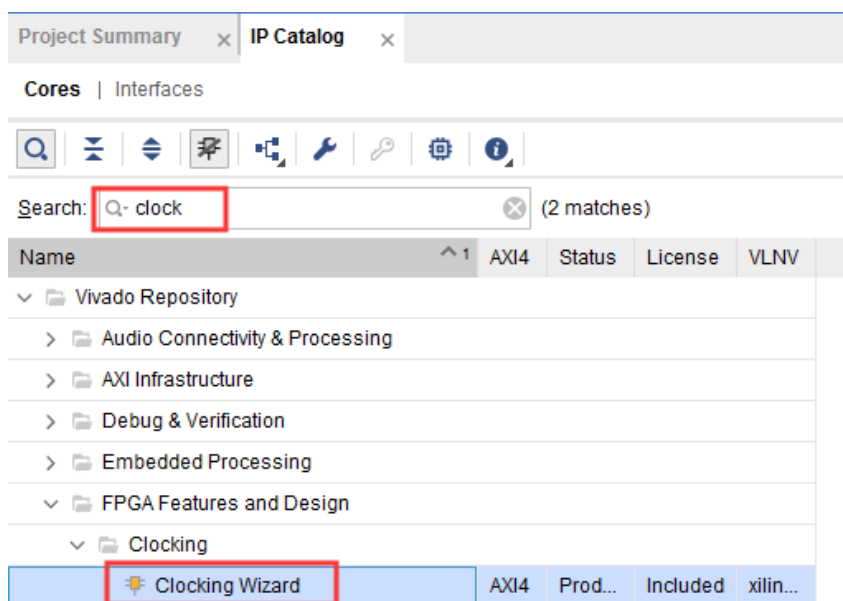 Project Summary IP Catalog
Cores | Interfaces
Search: clock (2 matches)
Name 1 AXI4 Status License VLNV
Vivado Repository
Audio Connectivity & Processing
AXI Infrastructure
Debug & Verification
Embedded Processing
FPGA Features and Design
Clocking
Clocking Wizard AXI4 Prod... Included xilin...